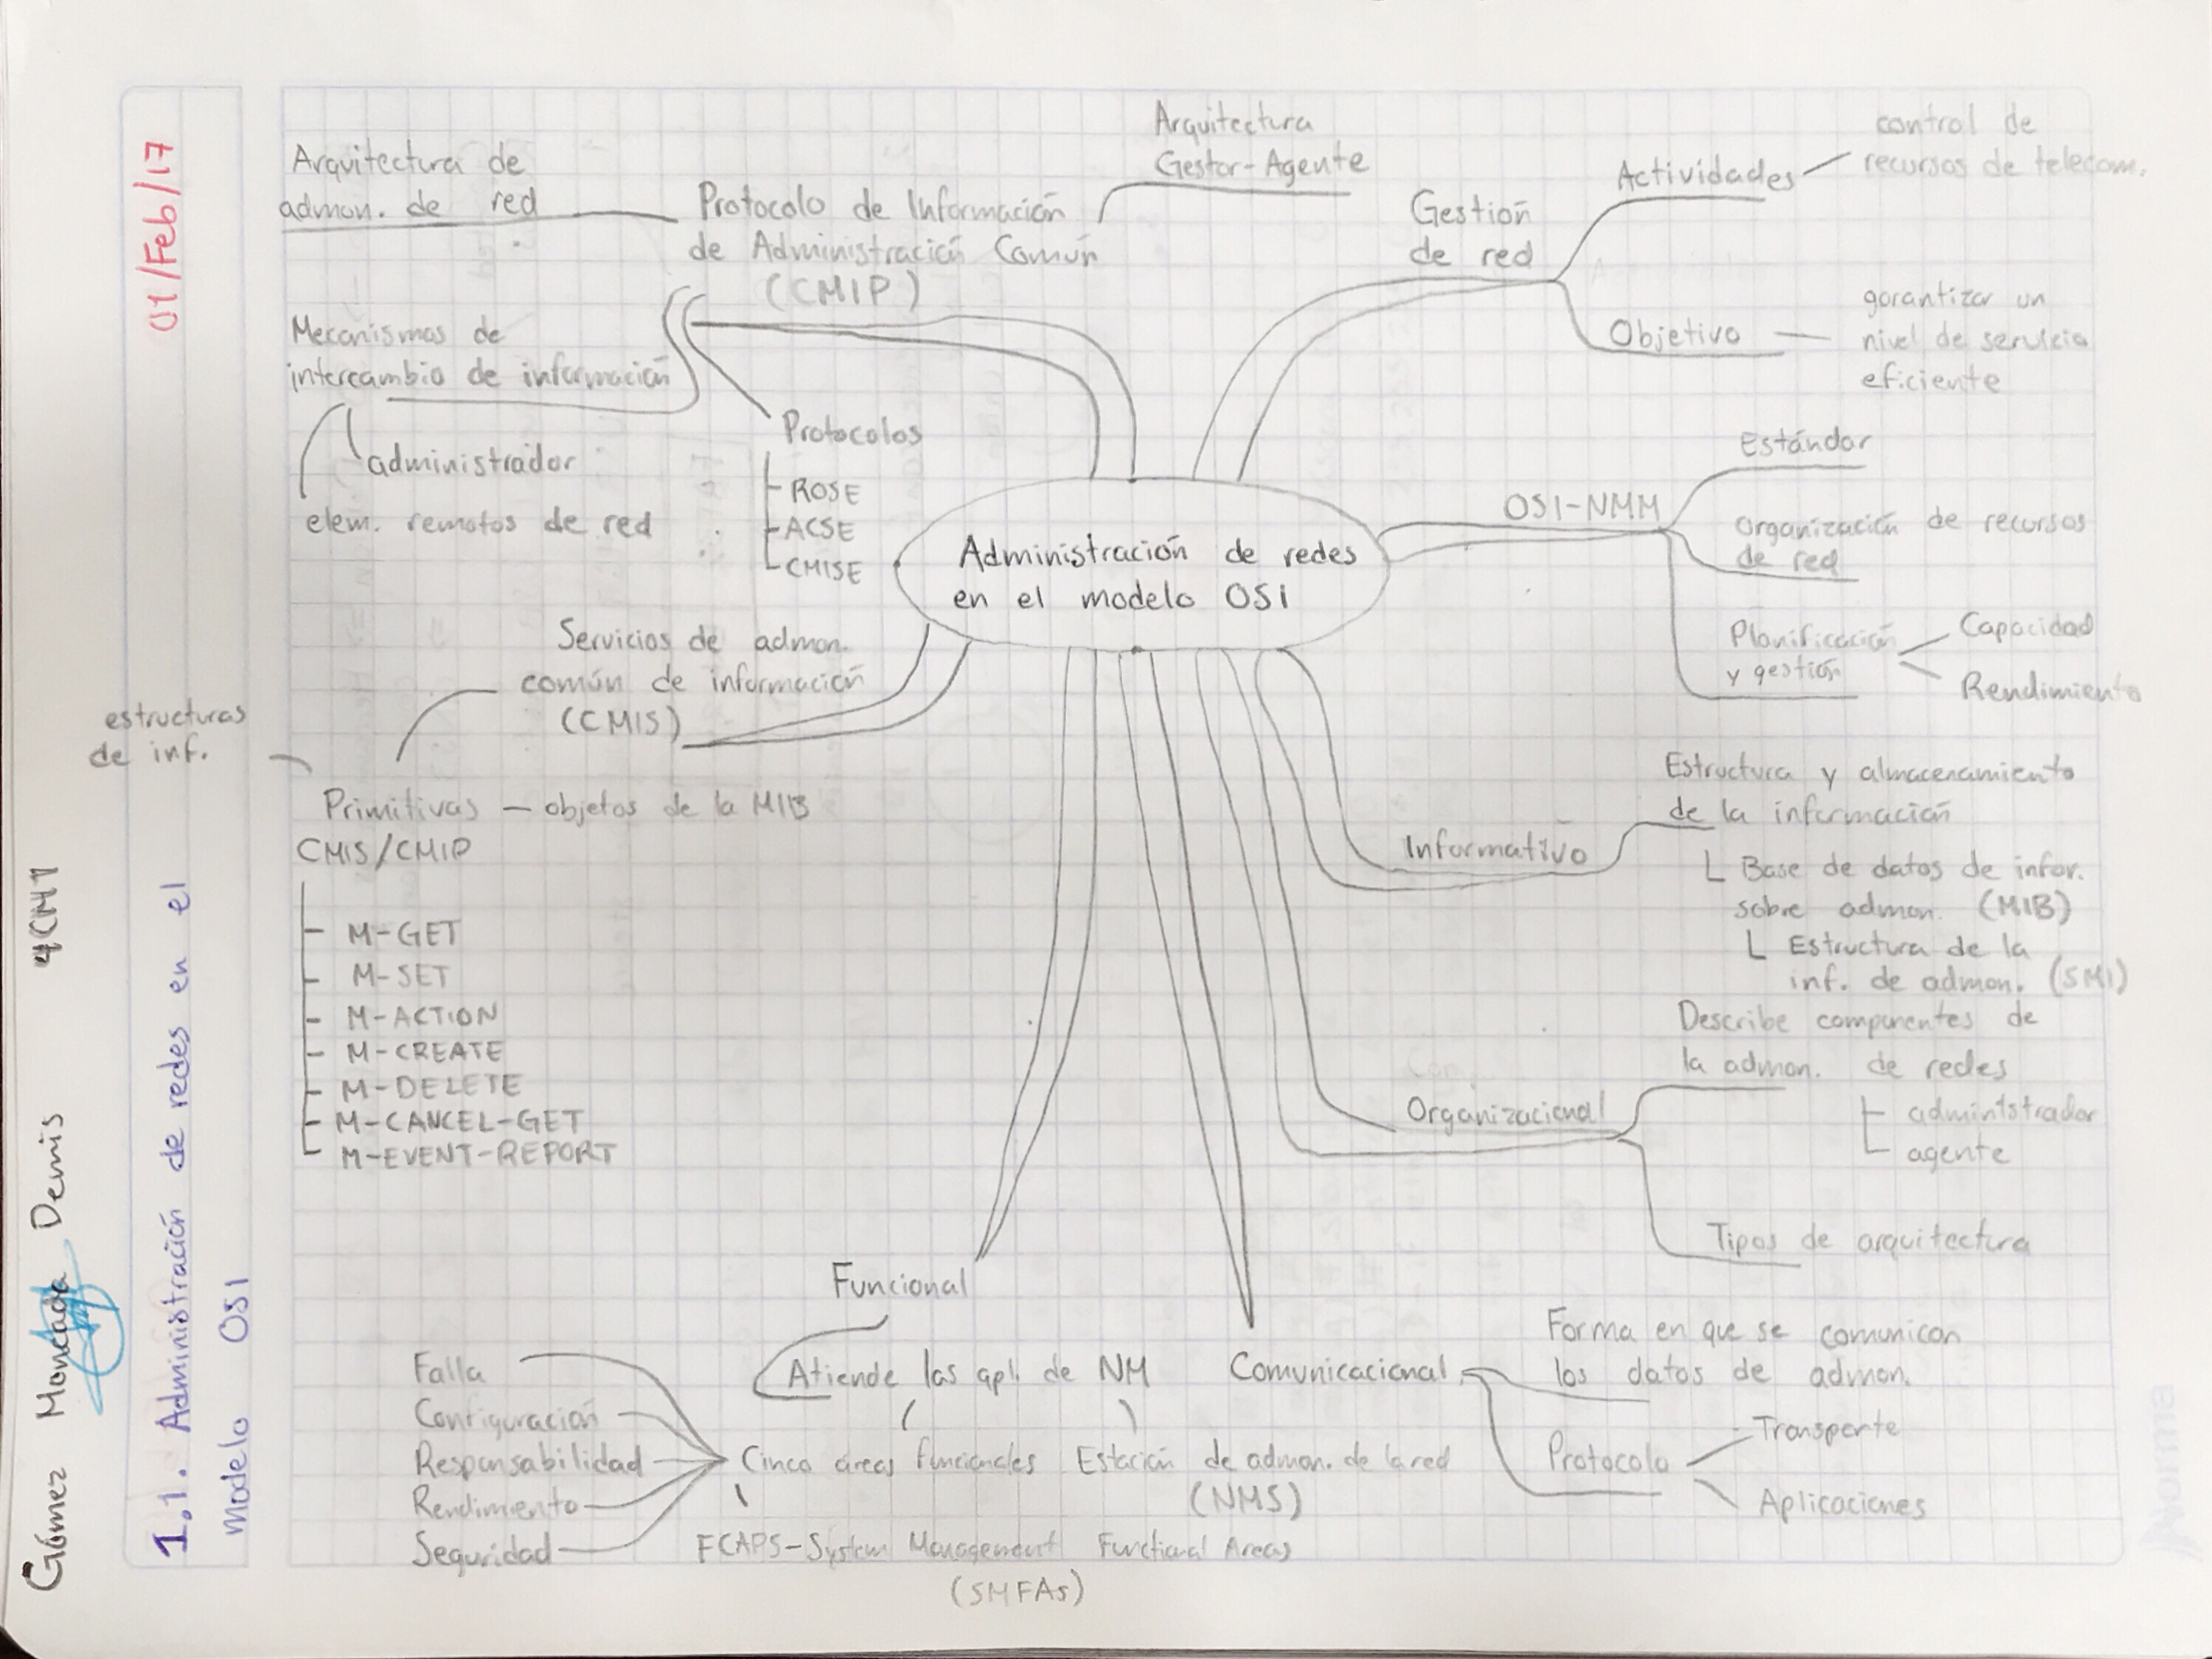 Gómez Moncada Demis 4CM1
01/Feb/17
1.1. Administración de redes en el
modelo OSI
Administración de redes
en el modelo OSI
Gestión
de red
Actividades
control de
recursos de telecom.
Objetivo
garantizar un
nivel de servicio
eficiente
OSI-NMM
Estándar
Organización de recursos
de red
Planificación
y gestión
Capacidad
Rendimiento
Informativo
Estructura y almacenamiento
de la información
Base de datos de infor.
sobre admon. (MIB)
Estructura de la
inf. de admon. (SMI)
Organizacional
Describe componentes de
la admon. de redes
administrador
agente
Tipos de arquitectura
Comunicacional
Forma en que se comunican
los datos de admon.
Protocolo
Transporte
Aplicaciones
Funcional
Atiende las apl. de NM
Cinco áreas funcionales
Estación de admon. de la red
(NMS)
Falla
Configuración
Responsabilidad
Rendimiento
Seguridad
FCAPS-System Management Functional Areas
(SMFAs)
Servicios de admon.
común de información
(CMIS)
estructuras
de inf.
Primitivas — objetos de la MIB
CMIS/CMIP
M-GET
M-SET
M-ACTION
M-CREATE
M-DELETE
M-CANCEL-GET
M-EVENT-REPORT
Protocolo de Información
de Administración Común
(CMIP)
Arquitectura
Gestor-Agente
Arquitectura de
admon. de red
Mecanismos de
intercambio de información
administrador
elem. remotos de red
Protocolos
ROSE
ACSE
CMISE
Norma